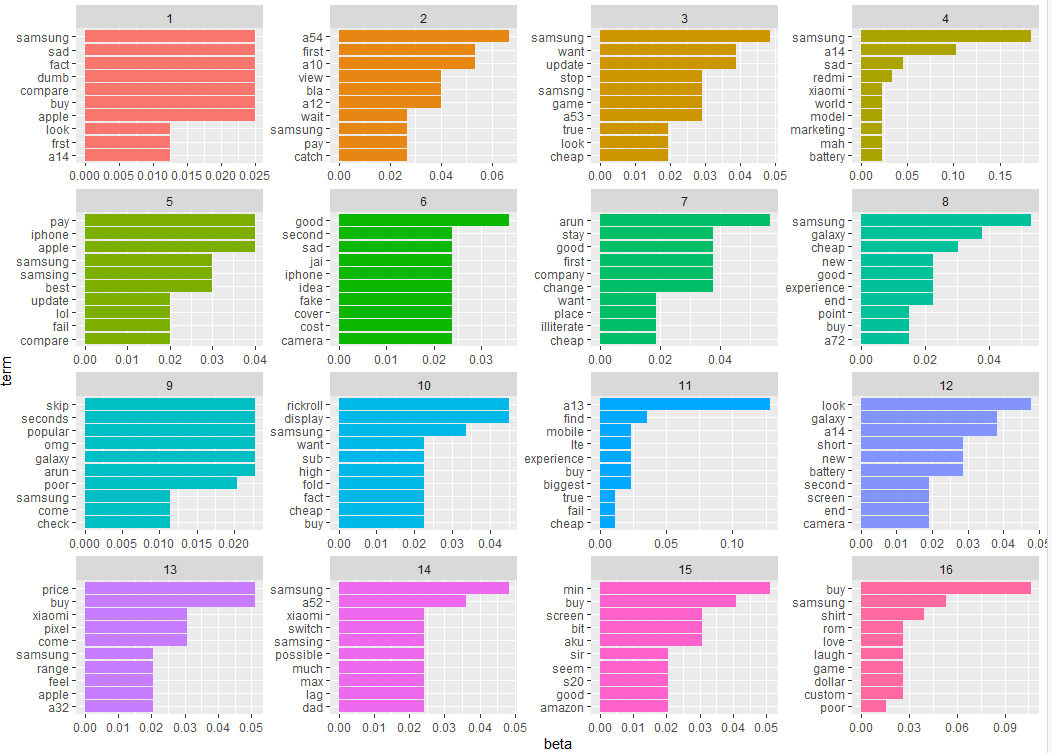 1
samsung
sad
fact
dumb
compare
buy
apple
look
frst
a14
0.000 0.005 0.010 0.015 0.020 0.025
2
a54
first
a10
view
bla
a12
wait
samsung
pay
catch
0.00 0.02 0.04 0.06
3
samsung
want
update
stop
samsng
game
a53
true
look
cheap
0.00 0.01 0.02 0.03 0.04 0.05
4
samsung
a14
sad
redmi
xiaomi
world
model
marketing
mah
battery
0.00 0.05 0.10 0.15
5
pay
iphone
apple
samsung
samsing
best
update
lol
fail
compare
0.00 0.01 0.02 0.03 0.04
6
good
second
sad
jai
iphone
idea
fake
cover
cost
camera
0.00 0.01 0.02 0.03
7
arun
stay
good
first
company
change
want
place
illiterate
cheap
0.00 0.02 0.04
8
samsung
galaxy
cheap
new
good
experience
end
point
buy
a72
0.00 0.02 0.04
9
skip
seconds
popular
omg
galaxy
arun
poor
samsung
come
check
0.000 0.005 0.010 0.015 0.020
10
rickroll
display
samsung
want
sub
high
fold
fact
cheap
buy
0.00 0.01 0.02 0.03 0.04
11
a13
find
mobile
lte
experience
buy
biggest
true
fail
cheap
0.00 0.05 0.10
12
look
galaxy
a14
short
new
battery
second
screen
end
camera
0.00 0.01 0.02 0.03 0.04 0.05
13
price
buy
xiaomi
pixel
come
samsung
range
feel
apple
a32
0.00 0.01 0.02 0.03 0.04 0.05
14
samsung
a52
xiaomi
switch
samsing
possible
much
max
lag
dad
0.00 0.01 0.02 0.03 0.04 0.05
15
min
buy
screen
bit
aku
sir
seem
s20
good
amazon
0.00 0.01 0.02 0.03 0.04 0.05
16
buy
samsung
shirt
rom
love
laugh
game
dollar
custom
poor
0.00 0.03 0.06 0.09
term
beta